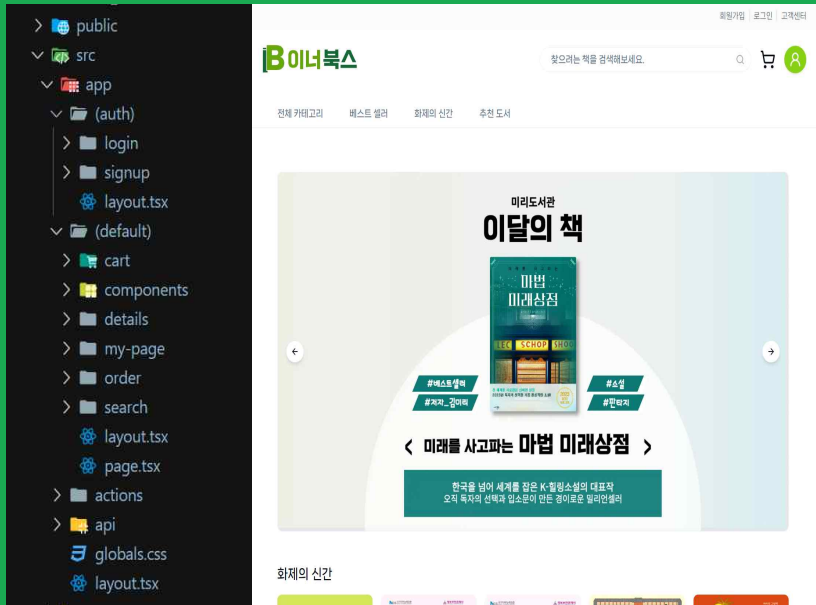 public
src
app
(auth)
login
signup
layout.tsx
(default)
cart
components
details
my-page
order
search
layout.tsx
page.tsx
actions
api
globals.css
layout.tsx
회원가입 로그인 고객센터
B이너북스
찾으려는 책을 검색해보세요.
전체 카테고리 베스트 셀러 화제의 신간 추천 도서
미리도서관
이달의 책
마법
미래상점
SCHOP SHO
#베스트셀러 #소설
#저자_김미리 #판타지
< 미래를 사고파는 마법 미래상점 >
한국을 넘어 세계를 잡은 K-힐링소설의 대표작
오직 독자의 선택과 입소문이 만든 경이로운 밀리언셀러
화제의 신간